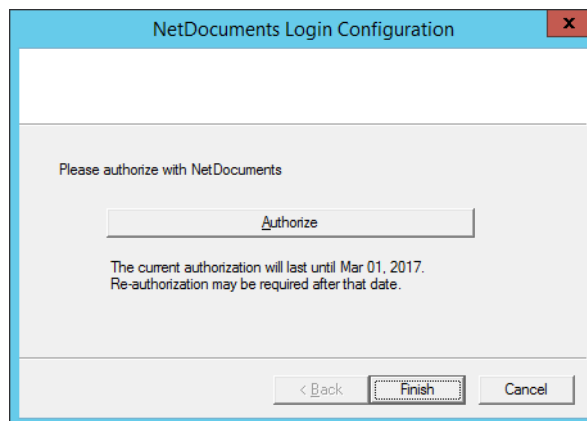 NetDocuments Login Configuration
x
Please authorize with NetDocuments
Authorize
The current authorization will last until Mar 01, 2017.
Re-authorization may be required after that date.
< Back
Finish
Cancel